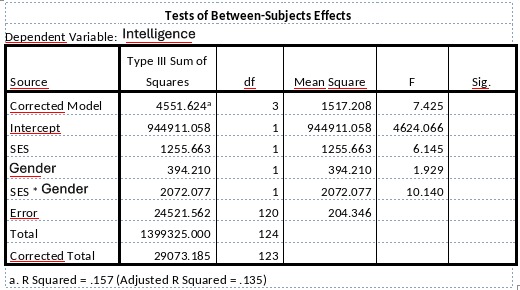 Tests of Between-Subjects Effects
Dependent Variable: Intelligence
Source Type III Sum of Squares df Mean Square F Sig.
Corrected Model 4551.624ᵃ 3 1517.208 7.425
Intercept 944911.058 1 944911.058 4624.066
SES 1255.663 1 1255.663 6.145
Gender 394.210 1 394.210 1.929
SES * Gender 2072.077 1 2072.077 10.140
Error 24521.562 120 204.346
Total 1399325.000 124
Corrected Total 29073.185 123
a. R Squared = .157 (Adjusted R Squared = .135)